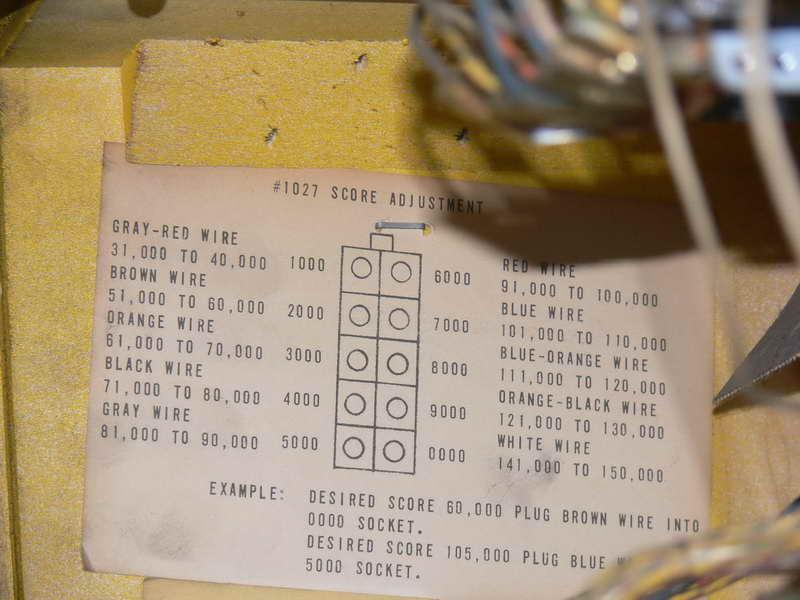 #1027 SCORE ADJUSTMENT
GRAY-RED WIRE
31,000 TO 40,000
BROWN WIRE
51,000 TO 60,000
ORANGE WIRE
61,000 TO 70,000
BLACK WIRE
71,000 TO 80,000
GRAY WIRE
81,000 TO 90,000
1000
2000
3000
4000
5000
6000
7000
8000
9000
0000
RED WIRE
91,000 TO 100,000
BLUE WIRE
101,000 TO 110,000
BLUE-ORANGE WIRE
111,000 TO 120,000
ORANGE-BLACK WIRE
121,000 TO 130,000
WHITE WIRE
141,000 TO 150,000
EXAMPLE: DESIRED SCORE 60,000 PLUG BROWN WIRE INTO
0000 SOCKET.
DESIRED SCORE 105,000 PLUG BLUE
5000 SOCKET.